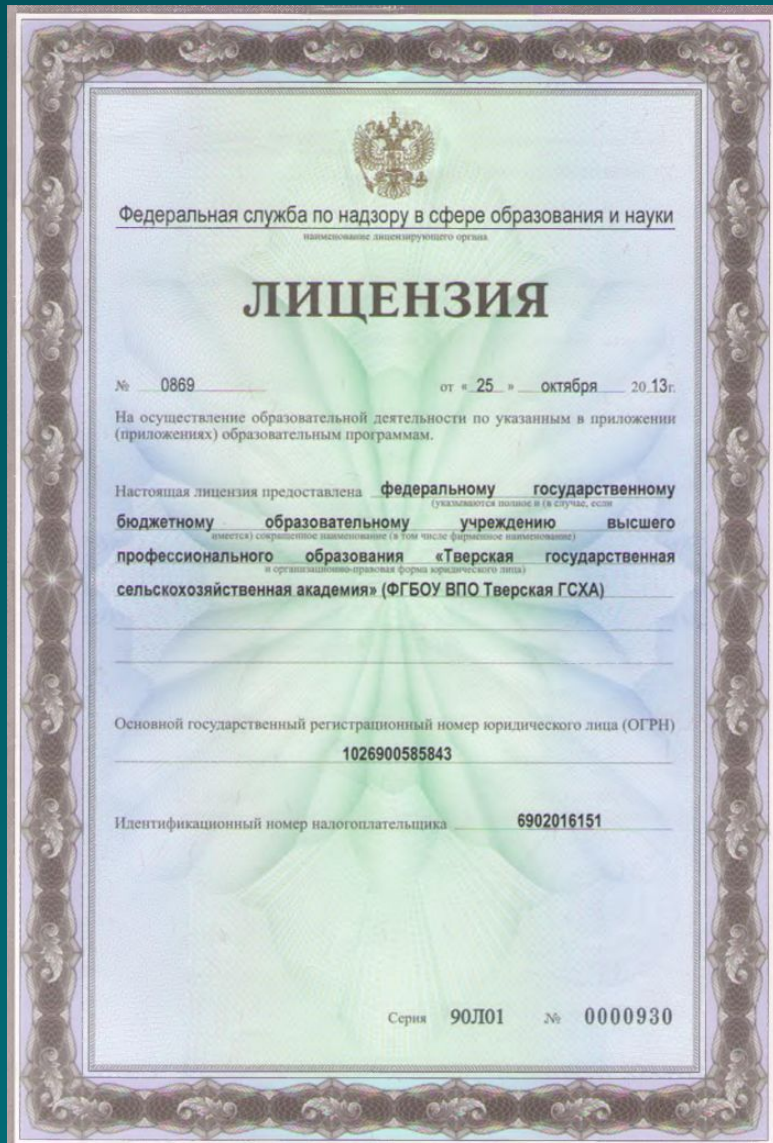 Федеральная служба по надзору в сфере образования и науки
наименование лицензирующего органа
ЛИЦЕНЗИЯ
№ 0869 от « 25 » октября 20 13г.
На осуществление образовательной деятельности по указанным в приложении
(приложениях) образовательным программам.
Настоящая лицензия предоставлена федеральному государственному
(указываются полное и (в случае, если
бюджетному образовательному учреждению высшего
имеется) сокращенное наименование (в том числе фирменное наименование)
профессионального образования «Тверская государственная
и организационно-правовая форма юридического лица)
сельскохозяйственная академия» (ФГБОУ ВПО Тверская ГСХА)
Основной государственный регистрационный номер юридического лица (ОГРН)
1026900585843
Идентификационный номер налогоплательщика 6902016151
Серия 90Л01 № 0000930